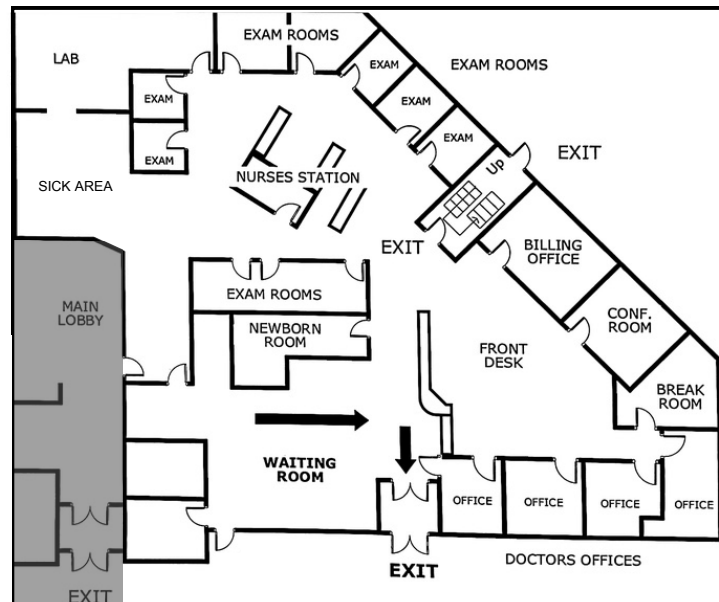 EXAM ROOMS
LAB
EXAM
EXAM ROOMS
EXAM
EXAM
EXAM
EXAM
UP
EXIT
SICK AREA
NURSES STATION
EXIT
BILLING
OFFICE
EXAM ROOMS
MAIN
LOBBY
NEWBORN
ROOM
CONF.
ROOM
FRONT
DESK
BREAK
ROOM
WAITING
ROOM
OFFICE
OFFICE
OFFICE
OFFICE
DOCTORS OFFICES
EXIT
EXIT